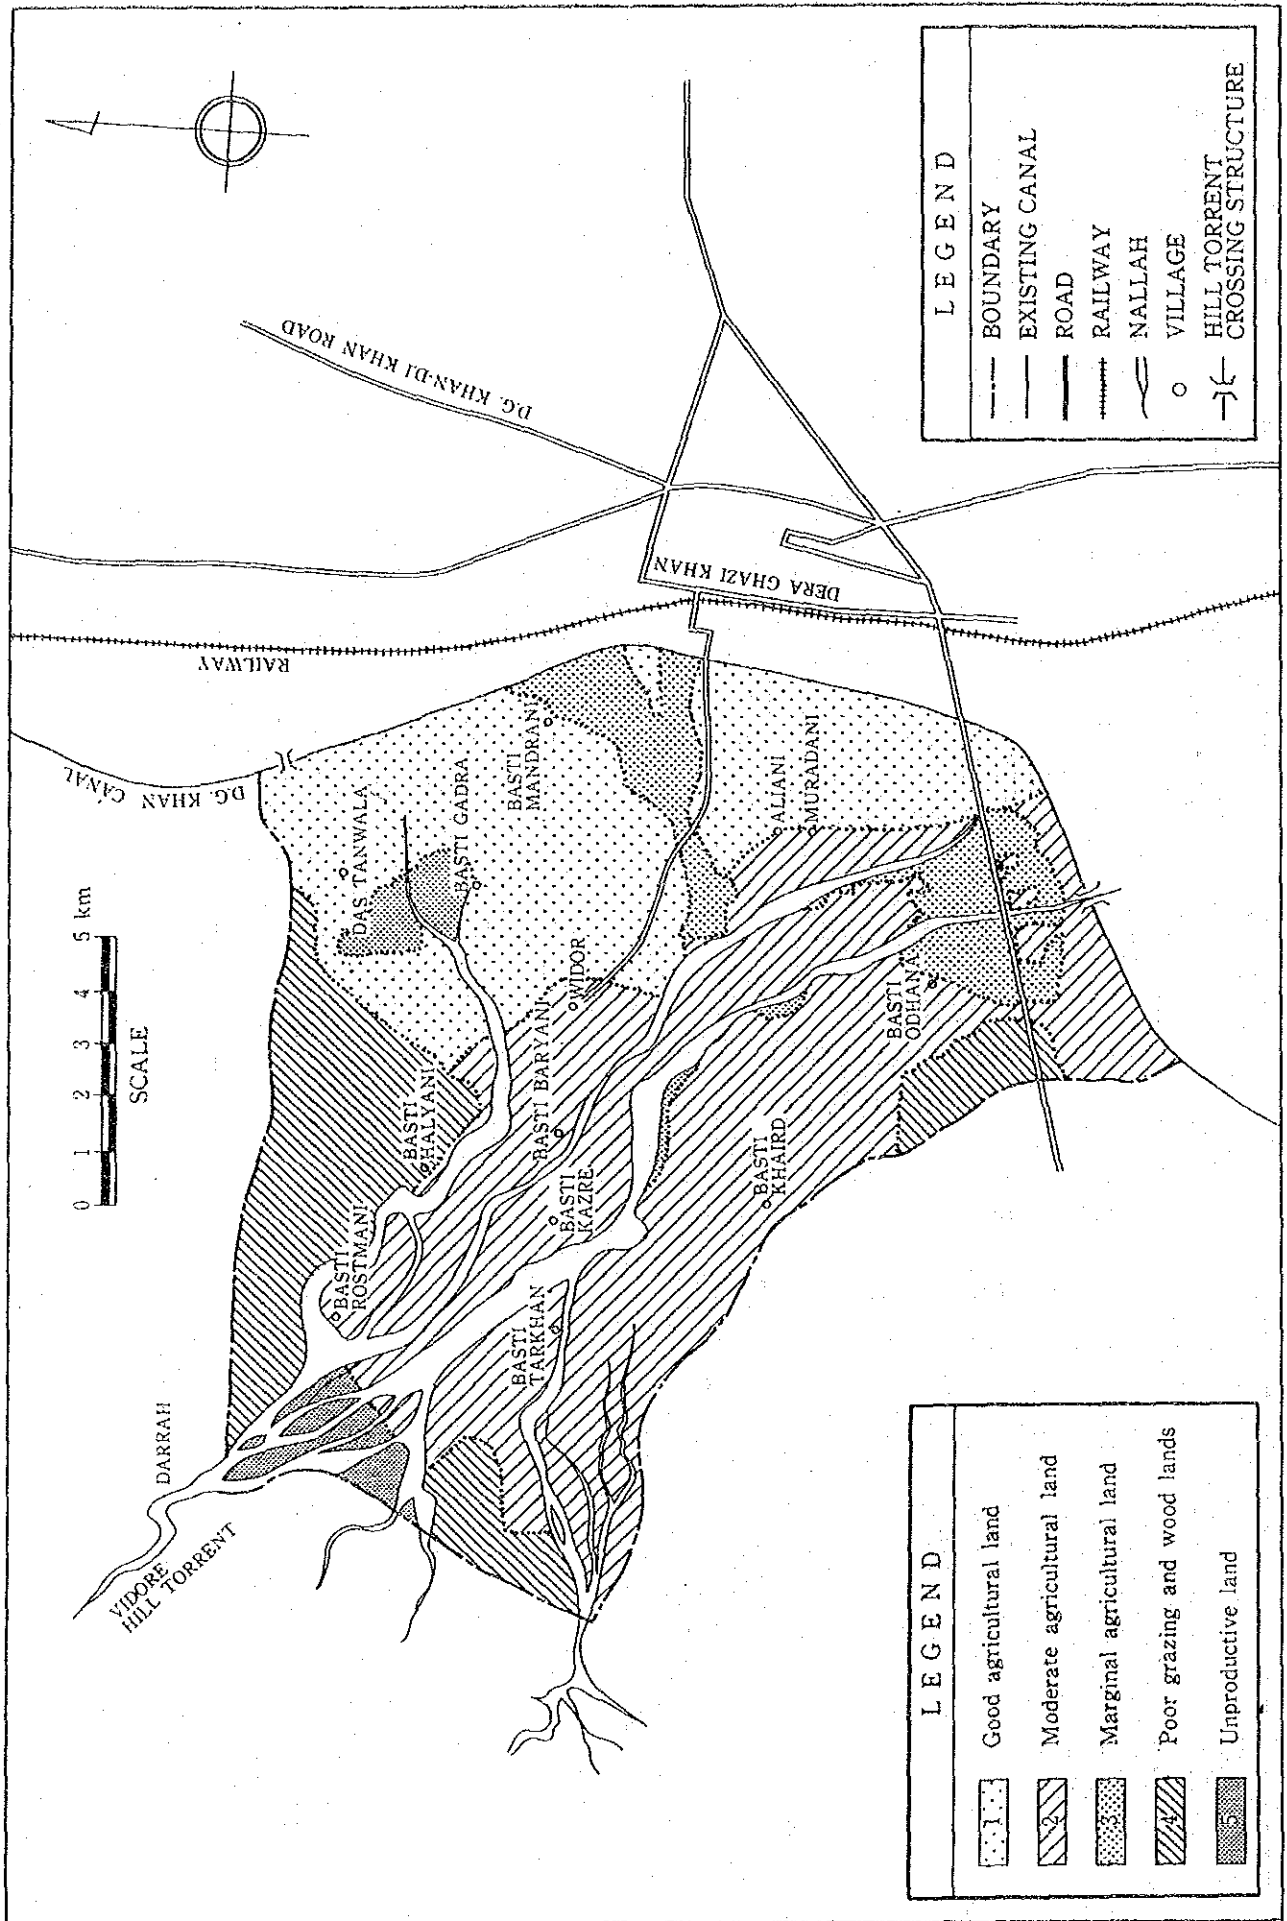 VIDORE
HILL TORRENT
DARRAH
0 1 2 3 4 5 km
SCALE
D.G. KHAN CANAL
RAILWAY
D.G. KHAN-D.I KHAN ROAD
DERA GHAZI KHAN
BASTI
ROSTMANI
BASTI
HALYANI
DAS TANWALA
BASTI GADRA
BASTI
MANDRANI
BASTI
TARKHAN
BASTI
KAZRE
BASTI BARYANI
WIDOR
BASTI
KHAIRD
BASTI
ODHANA
ALIANI
MURADANI
LEGEND
1 Good agricultural land
2 Moderate agricultural land
3 Marginal agricultural land
4 Poor grazing and wood lands
5 Unproductive land
LEGEND
BOUNDARY
EXISTING CANAL
ROAD
RAILWAY
NALLAH
VILLAGE
HILL TORRENT
CROSSING STRUCTURE